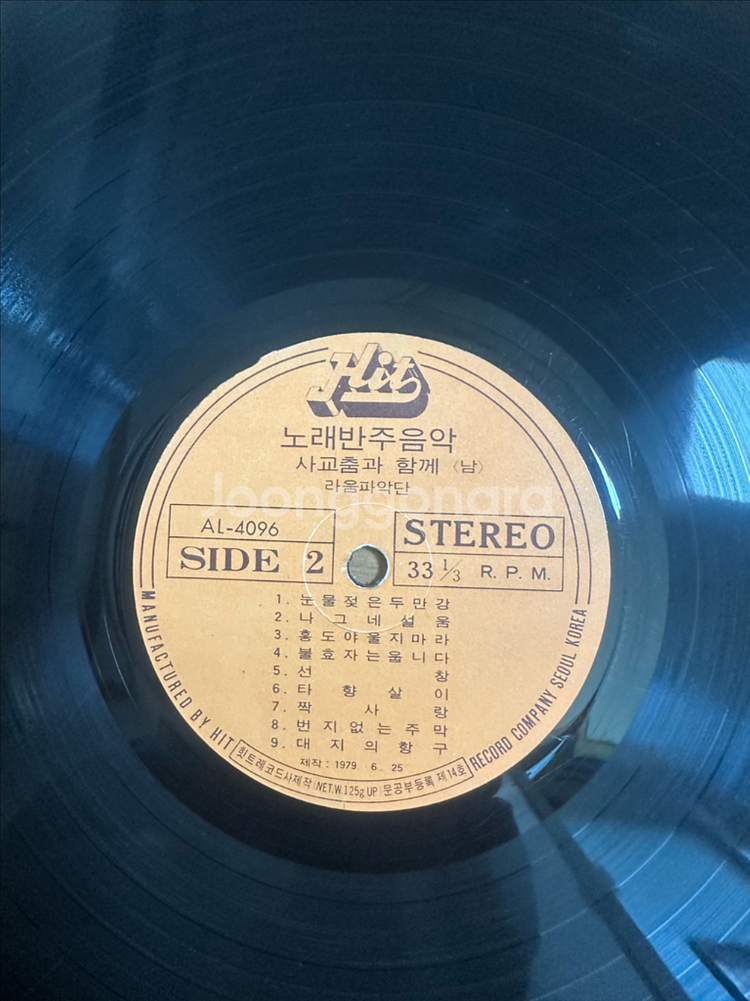 Hit
노래반주음악
사교춤과 함께 〈남〉
라음파악단
Joonggonara
AL-4096
SIDE 2
STEREO
33 1/3 R. P. M.
1. 눈물젖은두만강
2. 나그네설움
3. 홍도야울지마라
4. 불효자는웁니다
5. 선창
6. 타향살이
7. 짝사랑
8. 번지없는주막
9. 대지의항구
제작 : 1979. 6. 25
MANUFACTURED BY HIT
힛트레코드사제작
NET.W.125g UP
문공부등록 제14호
RECORD COMPANY SEOUL KOREA